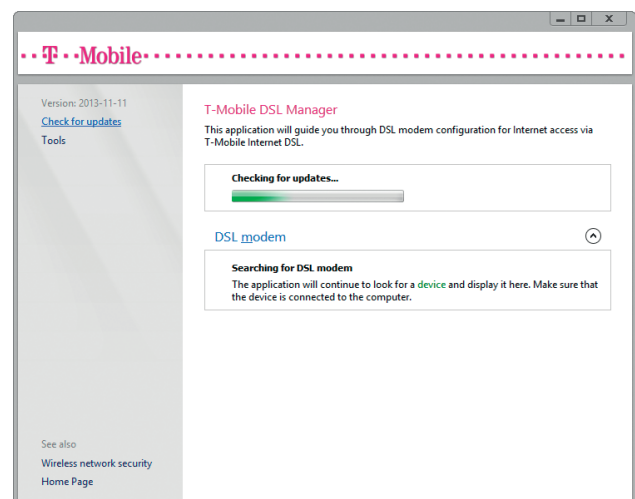 T Mobile
Version: 2013-11-11
Check for updates
Tools
T-Mobile DSL Manager
This application will guide you through DSL modem configuration for Internet access via
T-Mobile Internet DSL.
Checking for updates...
DSL modem
Searching for DSL modem
The application will continue to look for a device and display it here. Make sure that
the device is connected to the computer.
See also
Wireless network security
Home Page